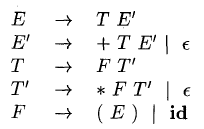 E → T E'
E' → + T E' | ϵ
T → F T'
T' → * F T' | ϵ
F → ( E ) | id